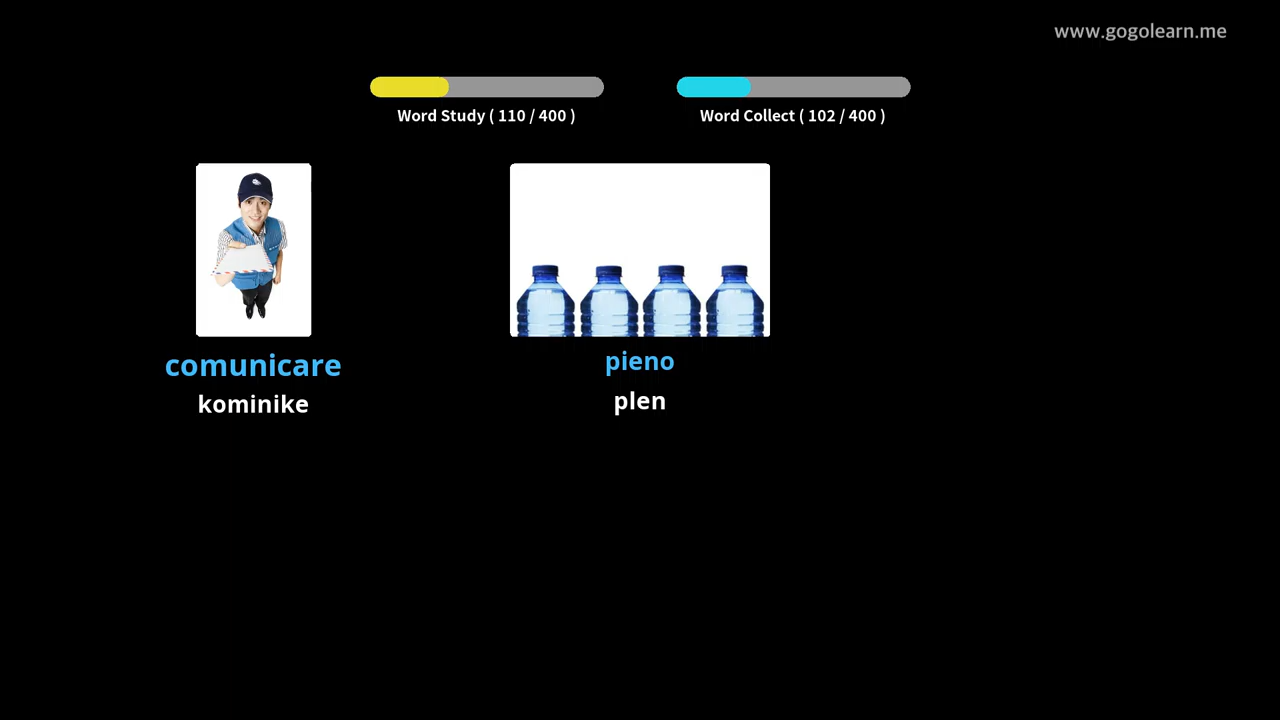 www.gogolearn.me
Word Study ( 110 / 400 )
Word Collect ( 102 / 400 )
comunicare
kominike
pieno
plen